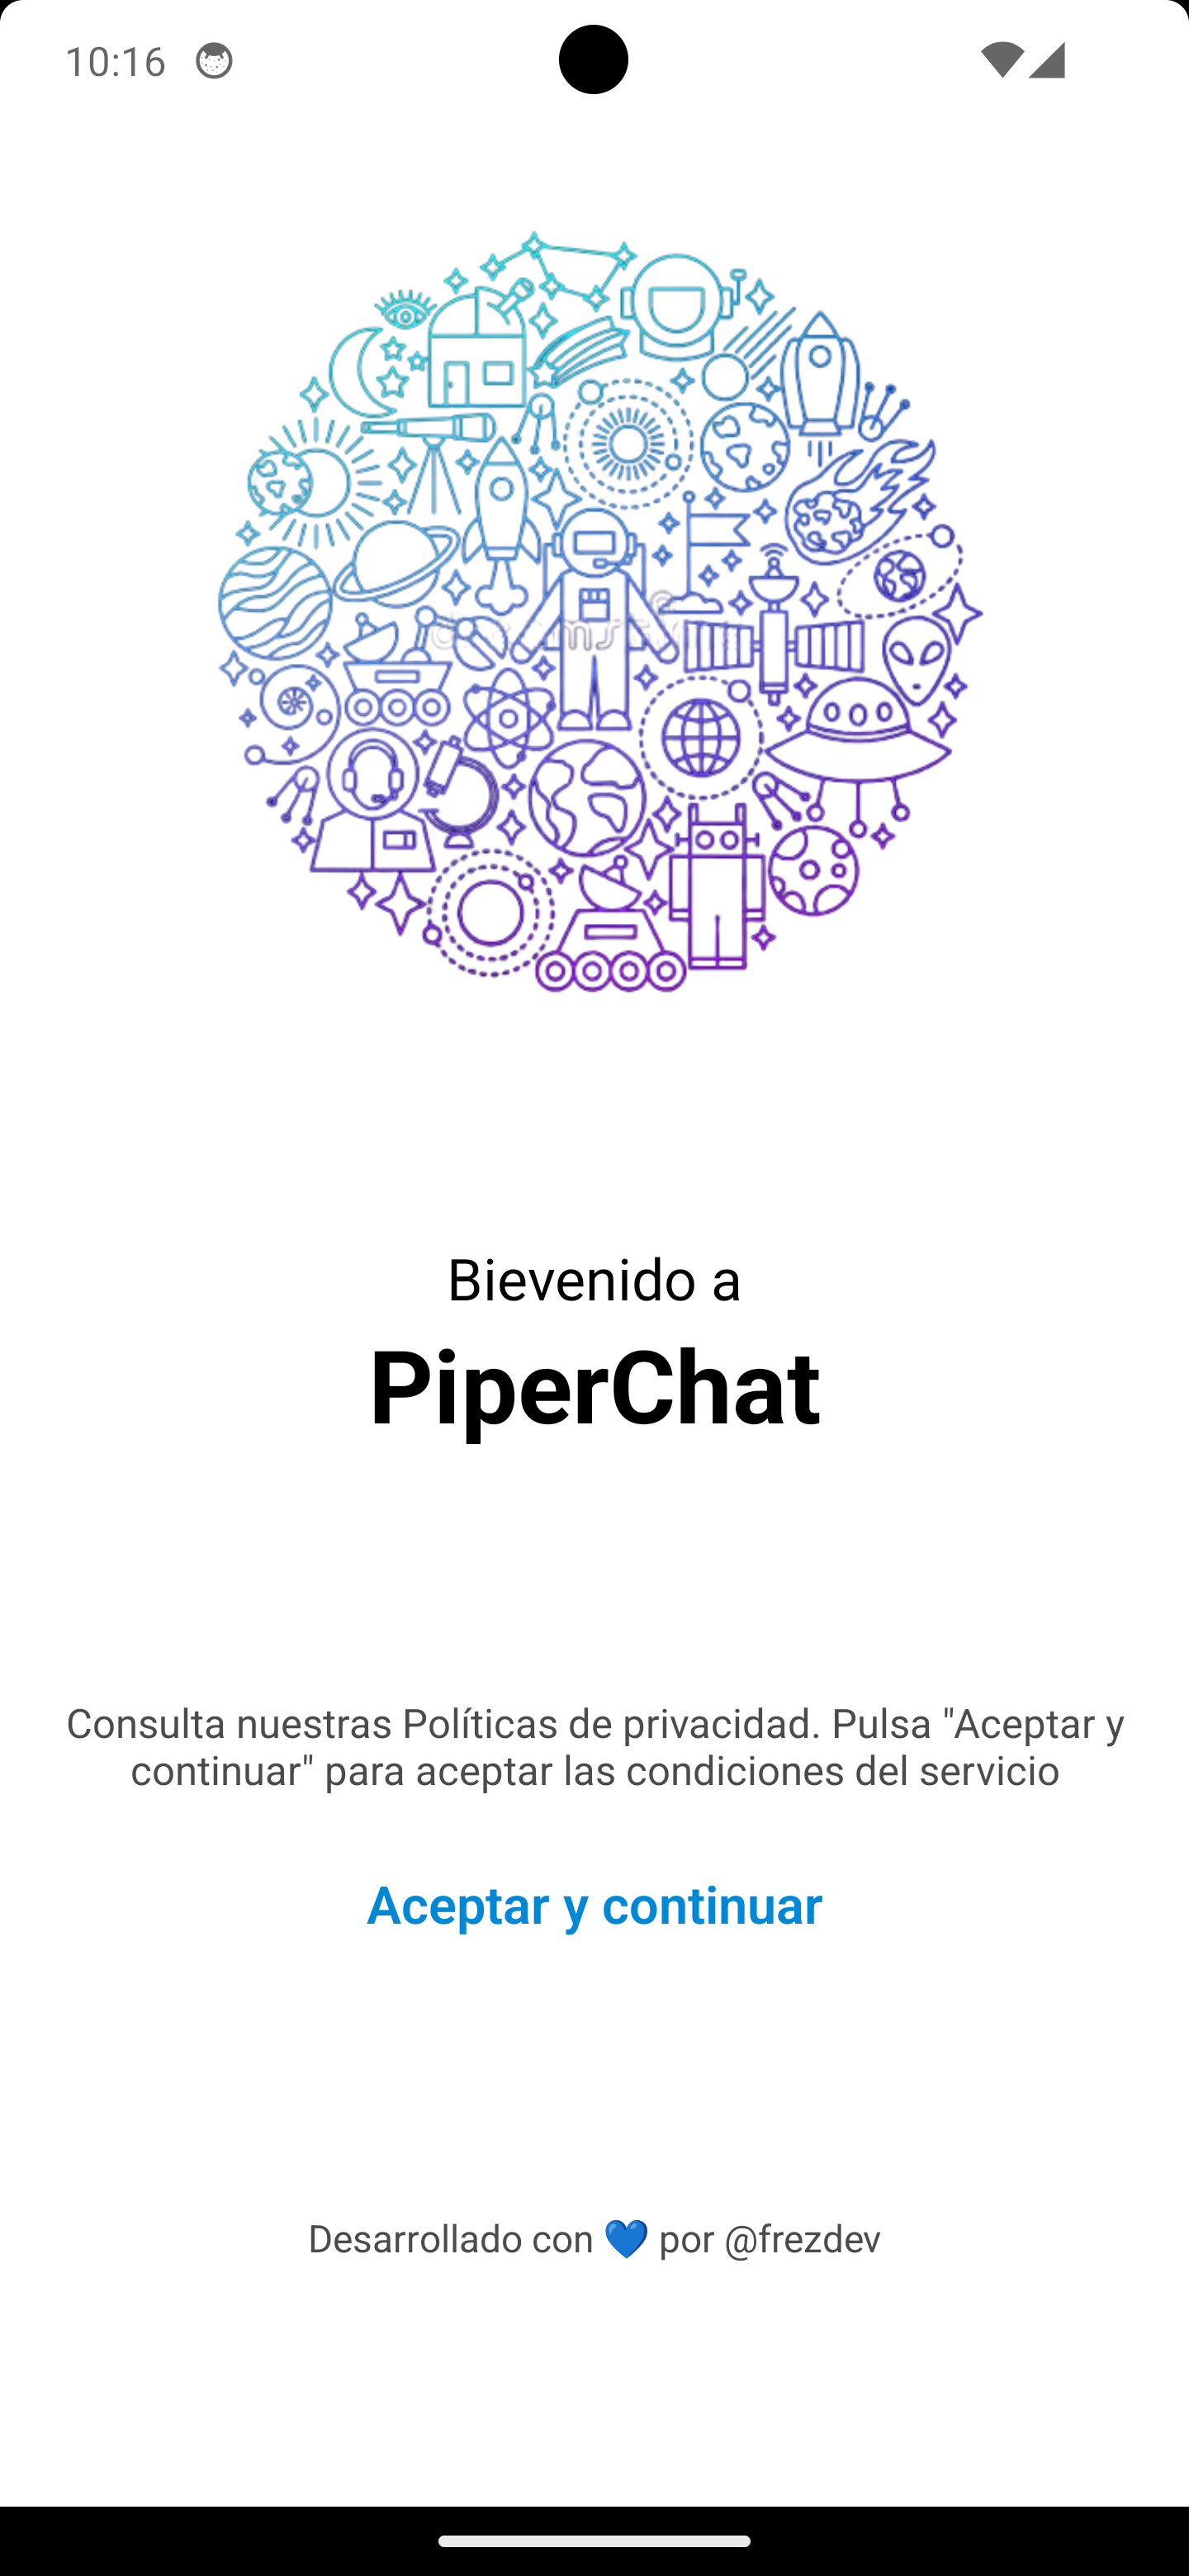 10:16
Bievenido a
PiperChat
Consulta nuestras Políticas de privacidad. Pulsa "Aceptar y
continuar" para aceptar las condiciones del servicio
Aceptar y continuar
Desarrollado con 💙 por @frezdev